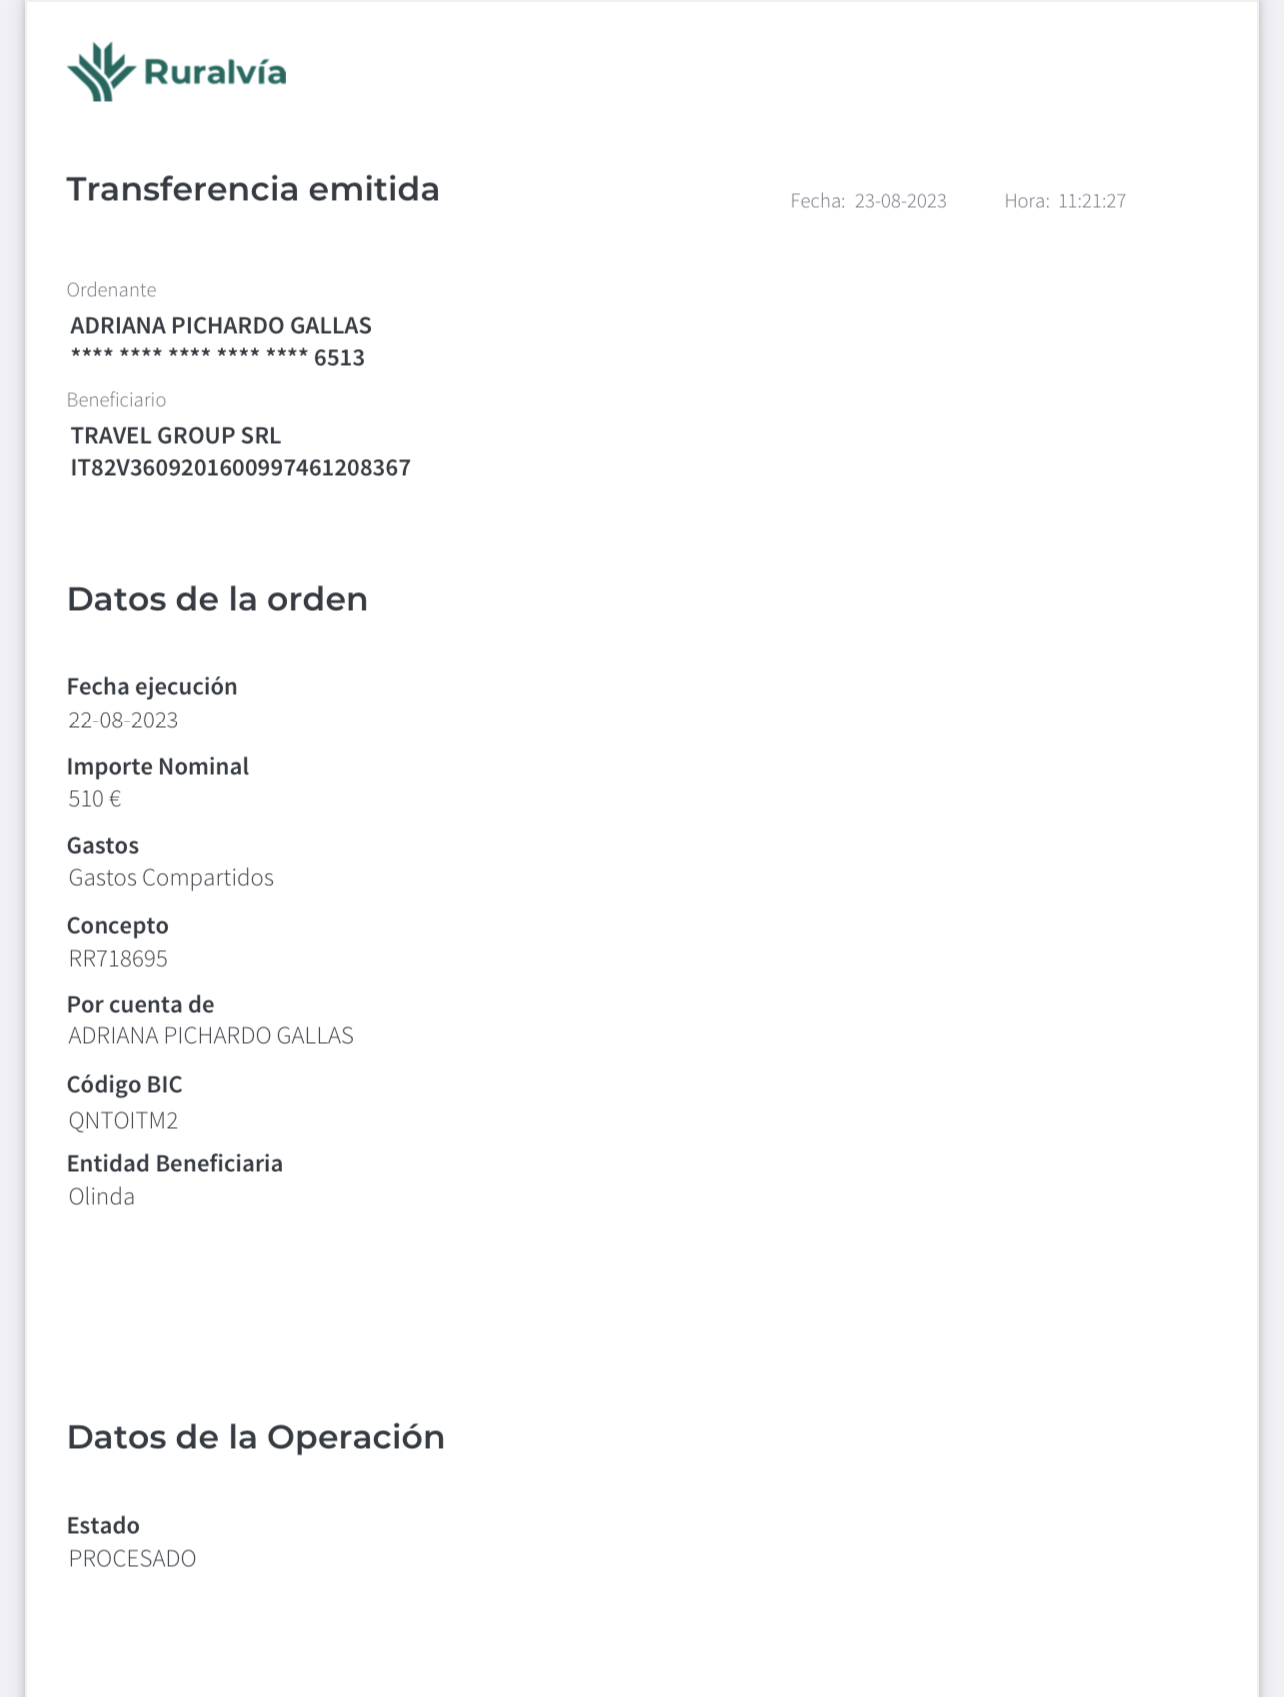 Ruralvía
Transferencia emitida
Fecha: 23-08-2023 Hora: 11:21:27
Ordenante
ADRIANA PICHARDO GALLAS
**** **** **** **** **** 6513
Beneficiario
TRAVEL GROUP SRL
IT82V3609201600997461208367
Datos de la orden
Fecha ejecución
22-08-2023
Importe Nominal
510 €
Gastos
Gastos Compartidos
Concepto
RR718695
Por cuenta de
ADRIANA PICHARDO GALLAS
Código BIC
QNTOITM2
Entidad Beneficiaria
Olinda
Datos de la Operación
Estado
PROCESADO